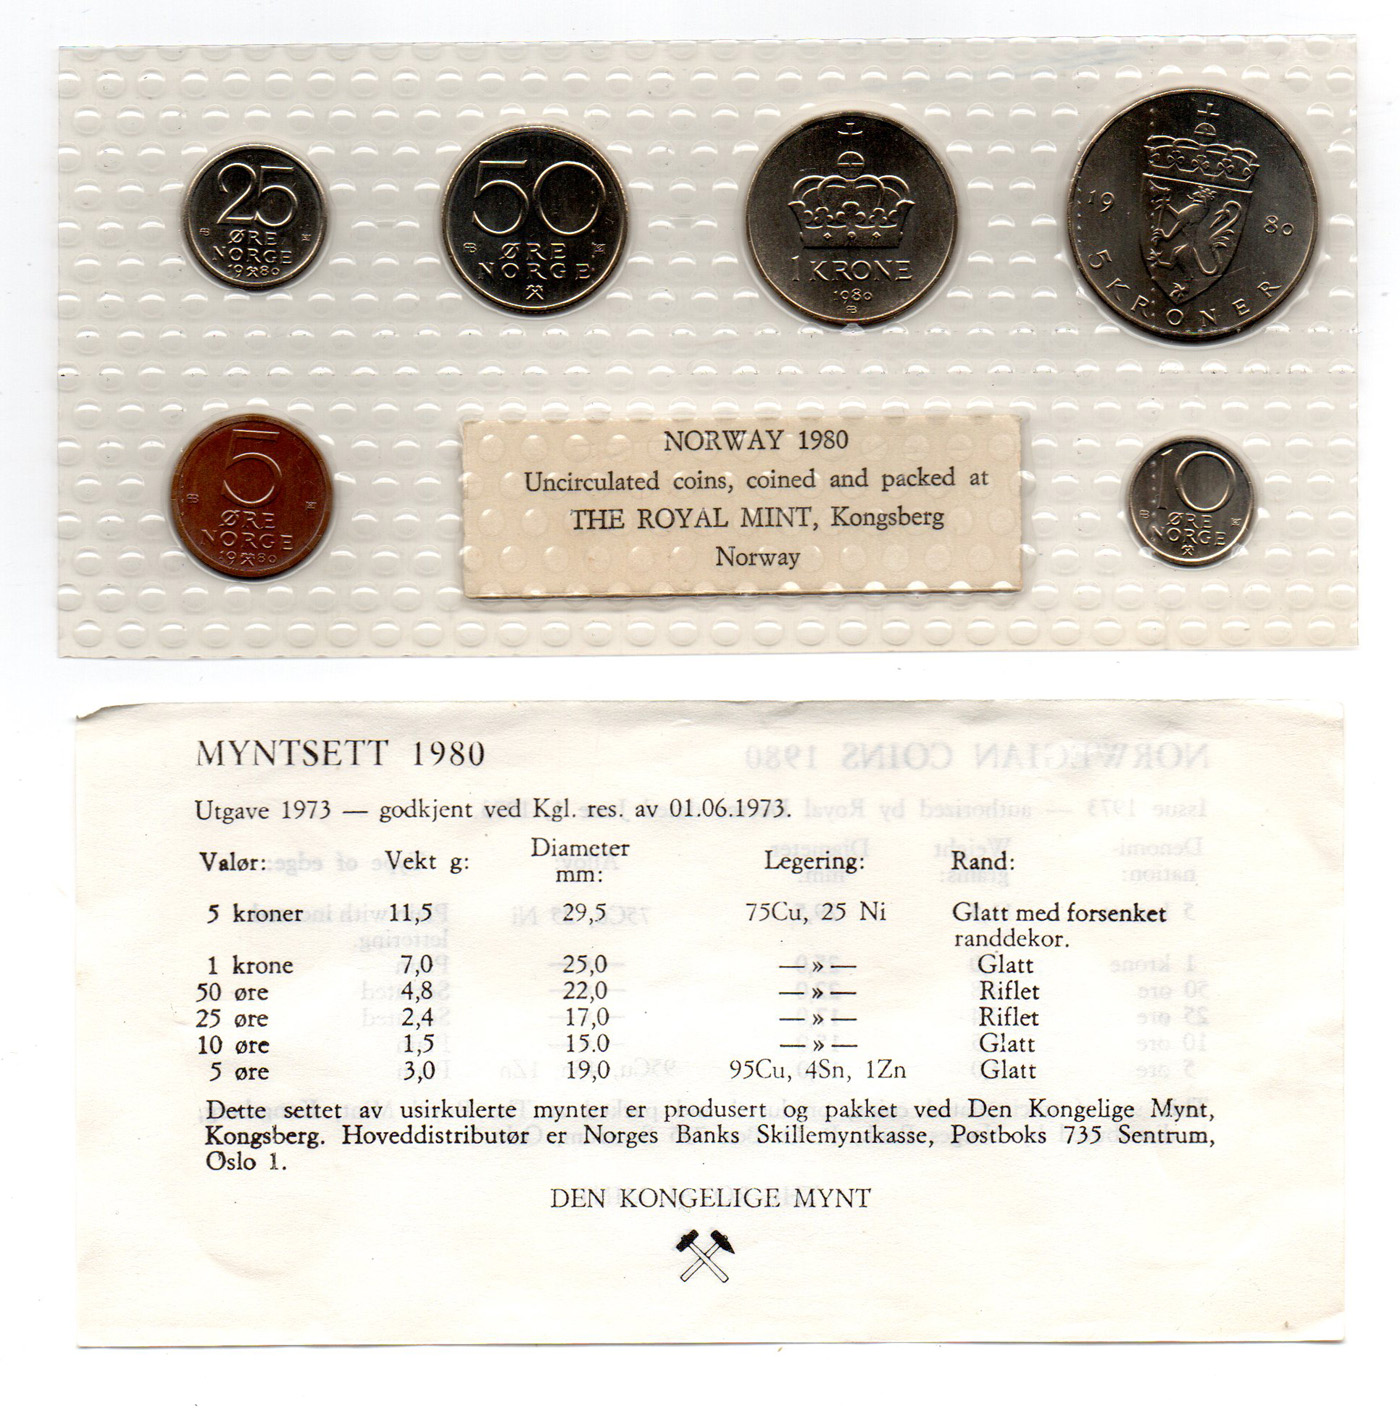 25
ØRE
NORGE
19 80
50
ØRE
NORGE
1 KRONE
1980
19 80
5 KRONER
5
ØRE
NORGE
19 80
NORWAY 1980
Uncirculated coins, coined and packed at
THE ROYAL MINT, Kongsberg
Norway
10
ØRE
NORGE
MYNTSETT 1980
Utgave 1973 — godkjent ved Kgl. res. av 01.06.1973.
Valør: Vekt g: Diameter mm: Legering: Rand:
5 kroner 11,5 29,5 75Cu, 25 Ni Glatt med forsenket
randdekor.
1 krone 7,0 25,0 —»— Glatt
50 øre 4,8 22,0 —»— Riflet
25 øre 2,4 17,0 —»— Riflet
10 øre 1,5 15.0 —»— Glatt
5 øre 3,0 19,0 95Cu, 4Sn, 1Zn Glatt
Dette settet av usirkulerte mynter er produsert og pakket ved Den Kongelige Mynt,
Kongsberg. Hoveddistributør er Norges Banks Skillemyntkasse, Postboks 735 Sentrum,
Oslo 1.
DEN KONGELIGE MYNT